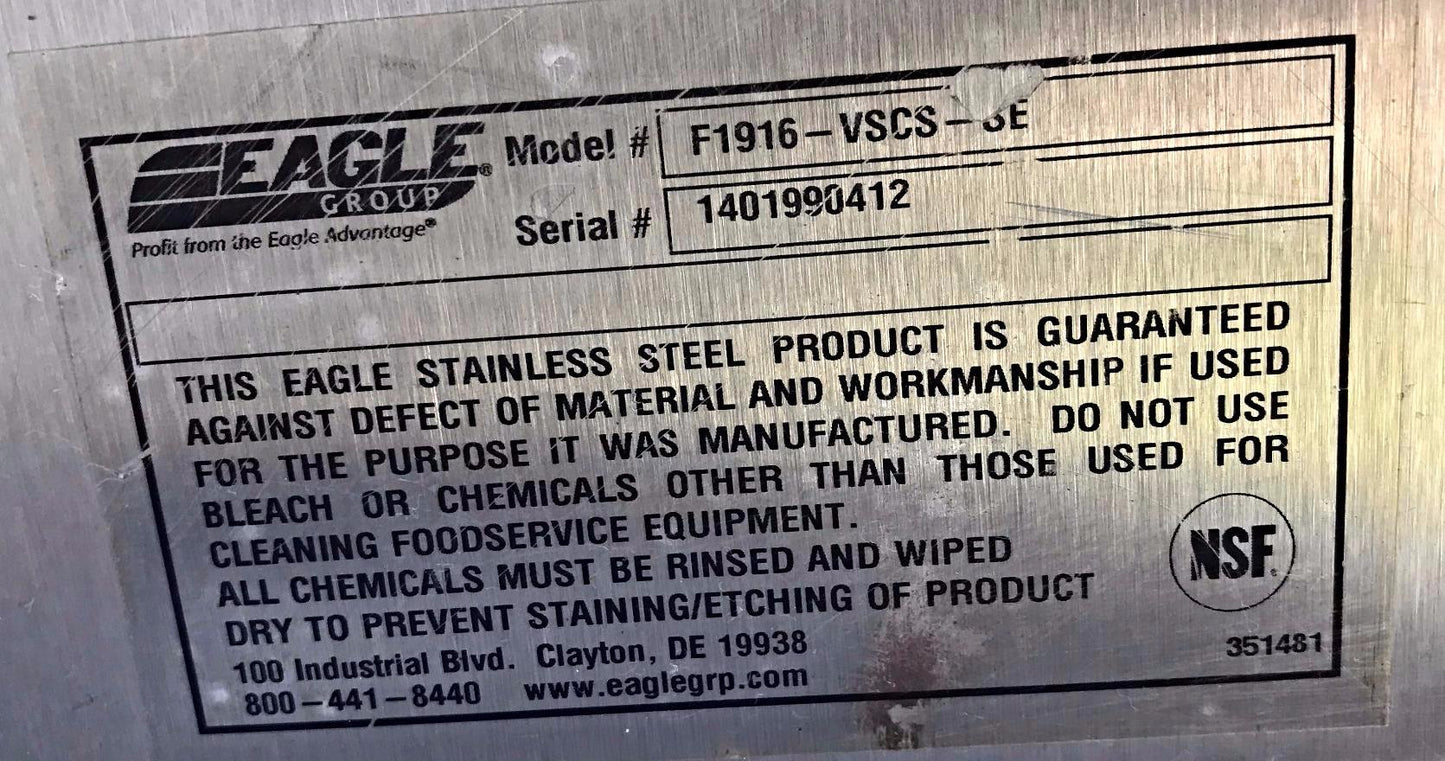 EAGLE®
GROUP
Profit from the Eagle Advantage®
Model # F1916-VSCS-
Serial # 1401990412
THIS EAGLE STAINLESS STEEL PRODUCT IS GUARANTEED
AGAINST DEFECT OF MATERIAL AND WORKMANSHIP IF USED
FOR THE PURPOSE IT WAS MANUFACTURED. DO NOT USE
BLEACH OR CHEMICALS OTHER THAN THOSE USED FOR
CLEANING FOODSERVICE EQUIPMENT.
ALL CHEMICALS MUST BE RINSED AND WIPED
DRY TO PREVENT STAINING/ETCHING OF PRODUCT
NSF.
100 Industrial Blvd. Clayton, DE 19938
800-441-8440 www.eaglegrp.com
351481